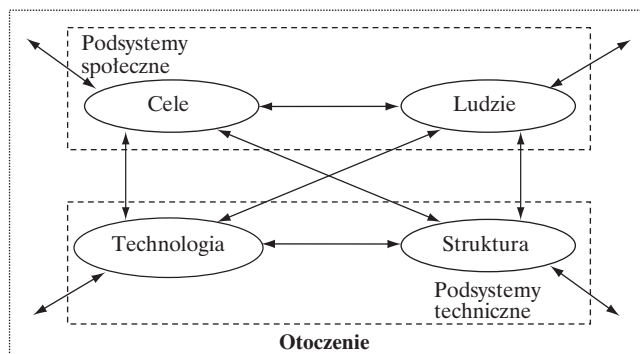 Podsystemy
społeczne
Cele
Ludzie
Technologia
Struktura
Podsystemy
techniczne
Otoczenie